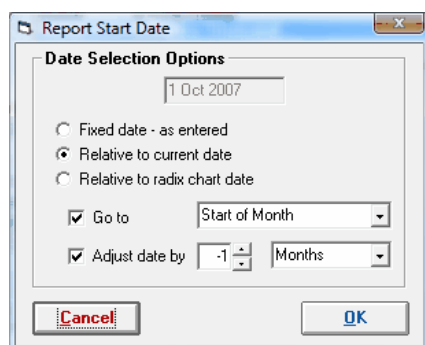 Report Start Date
Date Selection Options
1 Oct 2007
Fixed date - as entered
Relative to current date
Relative to radix chart date
Go to Start of Month
Adjust date by -1 Months
Cancel OK